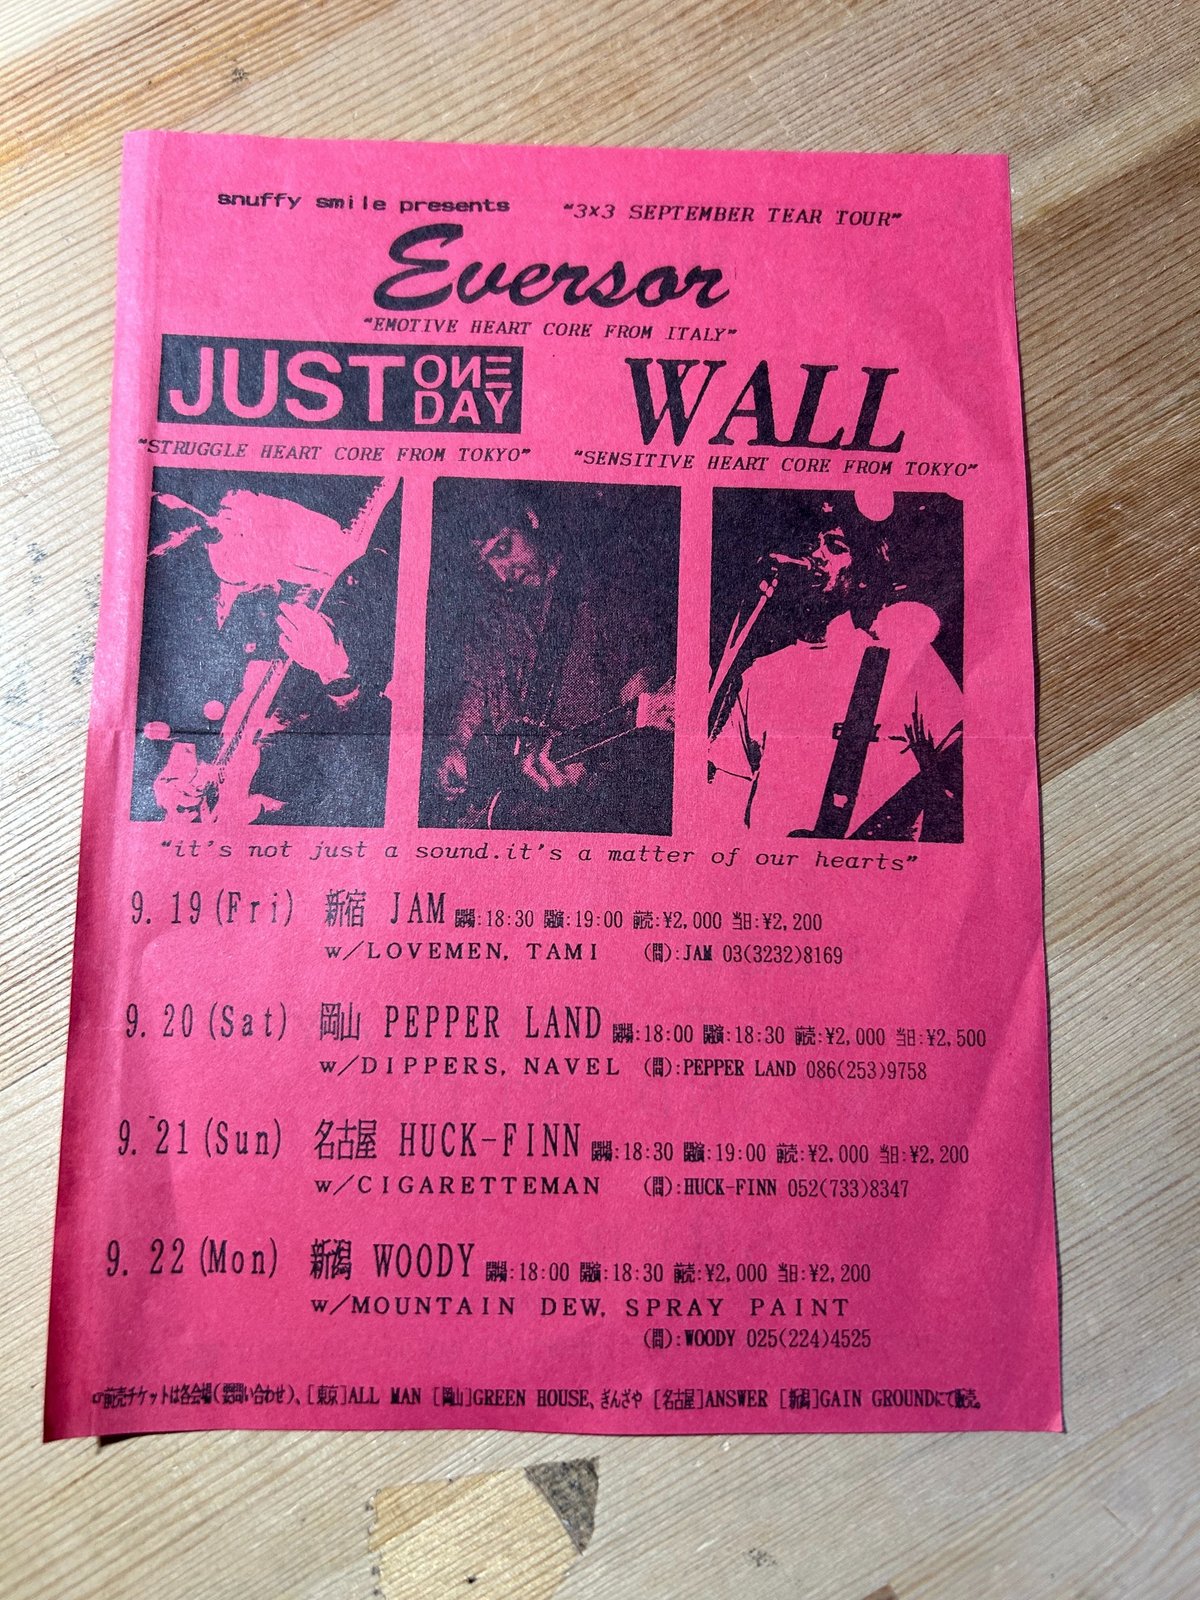 snuffy smile presents "3×3 SEPTEMBER TEAR TOUR"
Eversor
"EMOTIVE HEART CORE FROM ITALY"
JUST ONE DAY
WALL
"STRUGGLE HEART CORE FROM TOKYO"
"SENSITIVE HEART CORE FROM TOKYO"
"it's not just a sound.it's a matter of our hearts"
9. 19(Fri) 新宿 JAM 開場:18:30 開演:19:00 前売:¥2,000 当日:¥2,200
w/LOVEMEN, TAMI (問):JAM 03(3232)8169
9. 20(Sat) 岡山 PEPPER LAND 開場:18:00 開演:18:30 前売:¥2,000 当日:¥2,500
w/DIPPERS, NAVEL (問):PEPPER LAND 086(253)9758
9. 21(Sun) 名古屋 HUCK-FINN 開場:18:30 開演:19:00 前売:¥2.000 当日:¥2,200
w/CIGARETTEMAN (問):HUCK-FINN 052(733)8347
9. 22(Mon) 新潟 WOODY 開場:18:00 開演:18:30 前売:¥2,000 当日:¥2,200
w/MOUNTAIN DEW, SPRAY PAINT
(問):WOODY 025(224)4525
☞前売チケットは各会場(要問い合わせ)、[東京]ALL MAN [岡山]GREEN HOUSE、ぎんざや [名古屋]ANSWER [新潟]GAIN GROUNDにて販売。